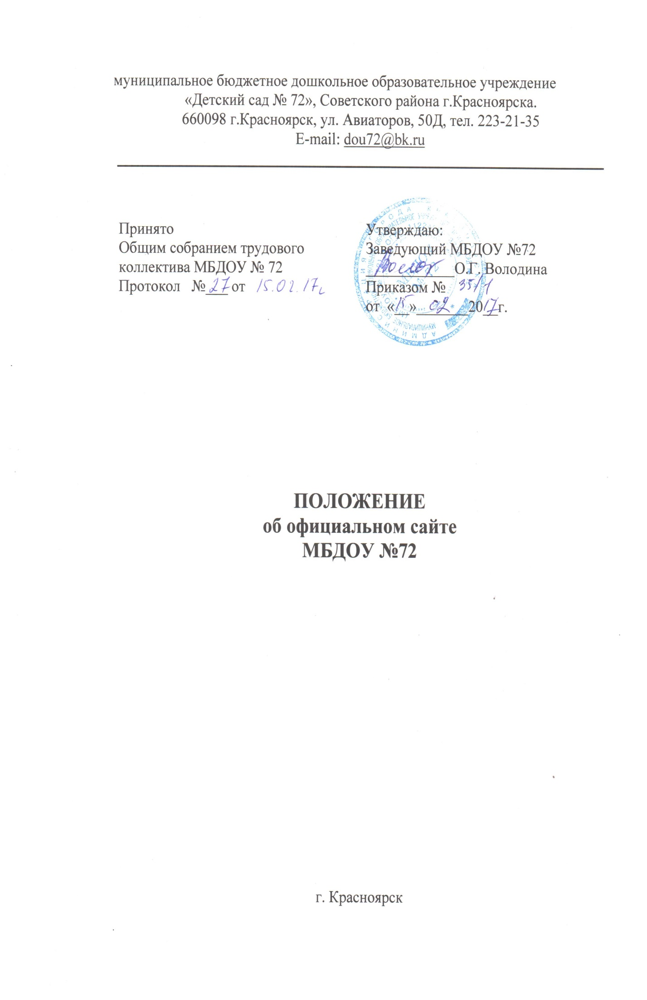 муниципальное бюджетное дошкольное образовательное учреждение
«Детский сад № 72», Советского района г.Красноярска.
660098 г.Красноярск, ул. Авиаторов, 50Д, тел. 223-21-35
E-mail: dou72@bk.ru
Принято
Общим собранием трудового
коллектива МБДОУ № 72
Протокол № 27 от 15.02.17г
Утверждаю:
Заведующий МБДОУ №72
О.Г. Володина
Приказом № 35/1
от «15» 02 2017г.
ПОЛОЖЕНИЕ
об официальном сайте
МБДОУ №72
г. Красноярск